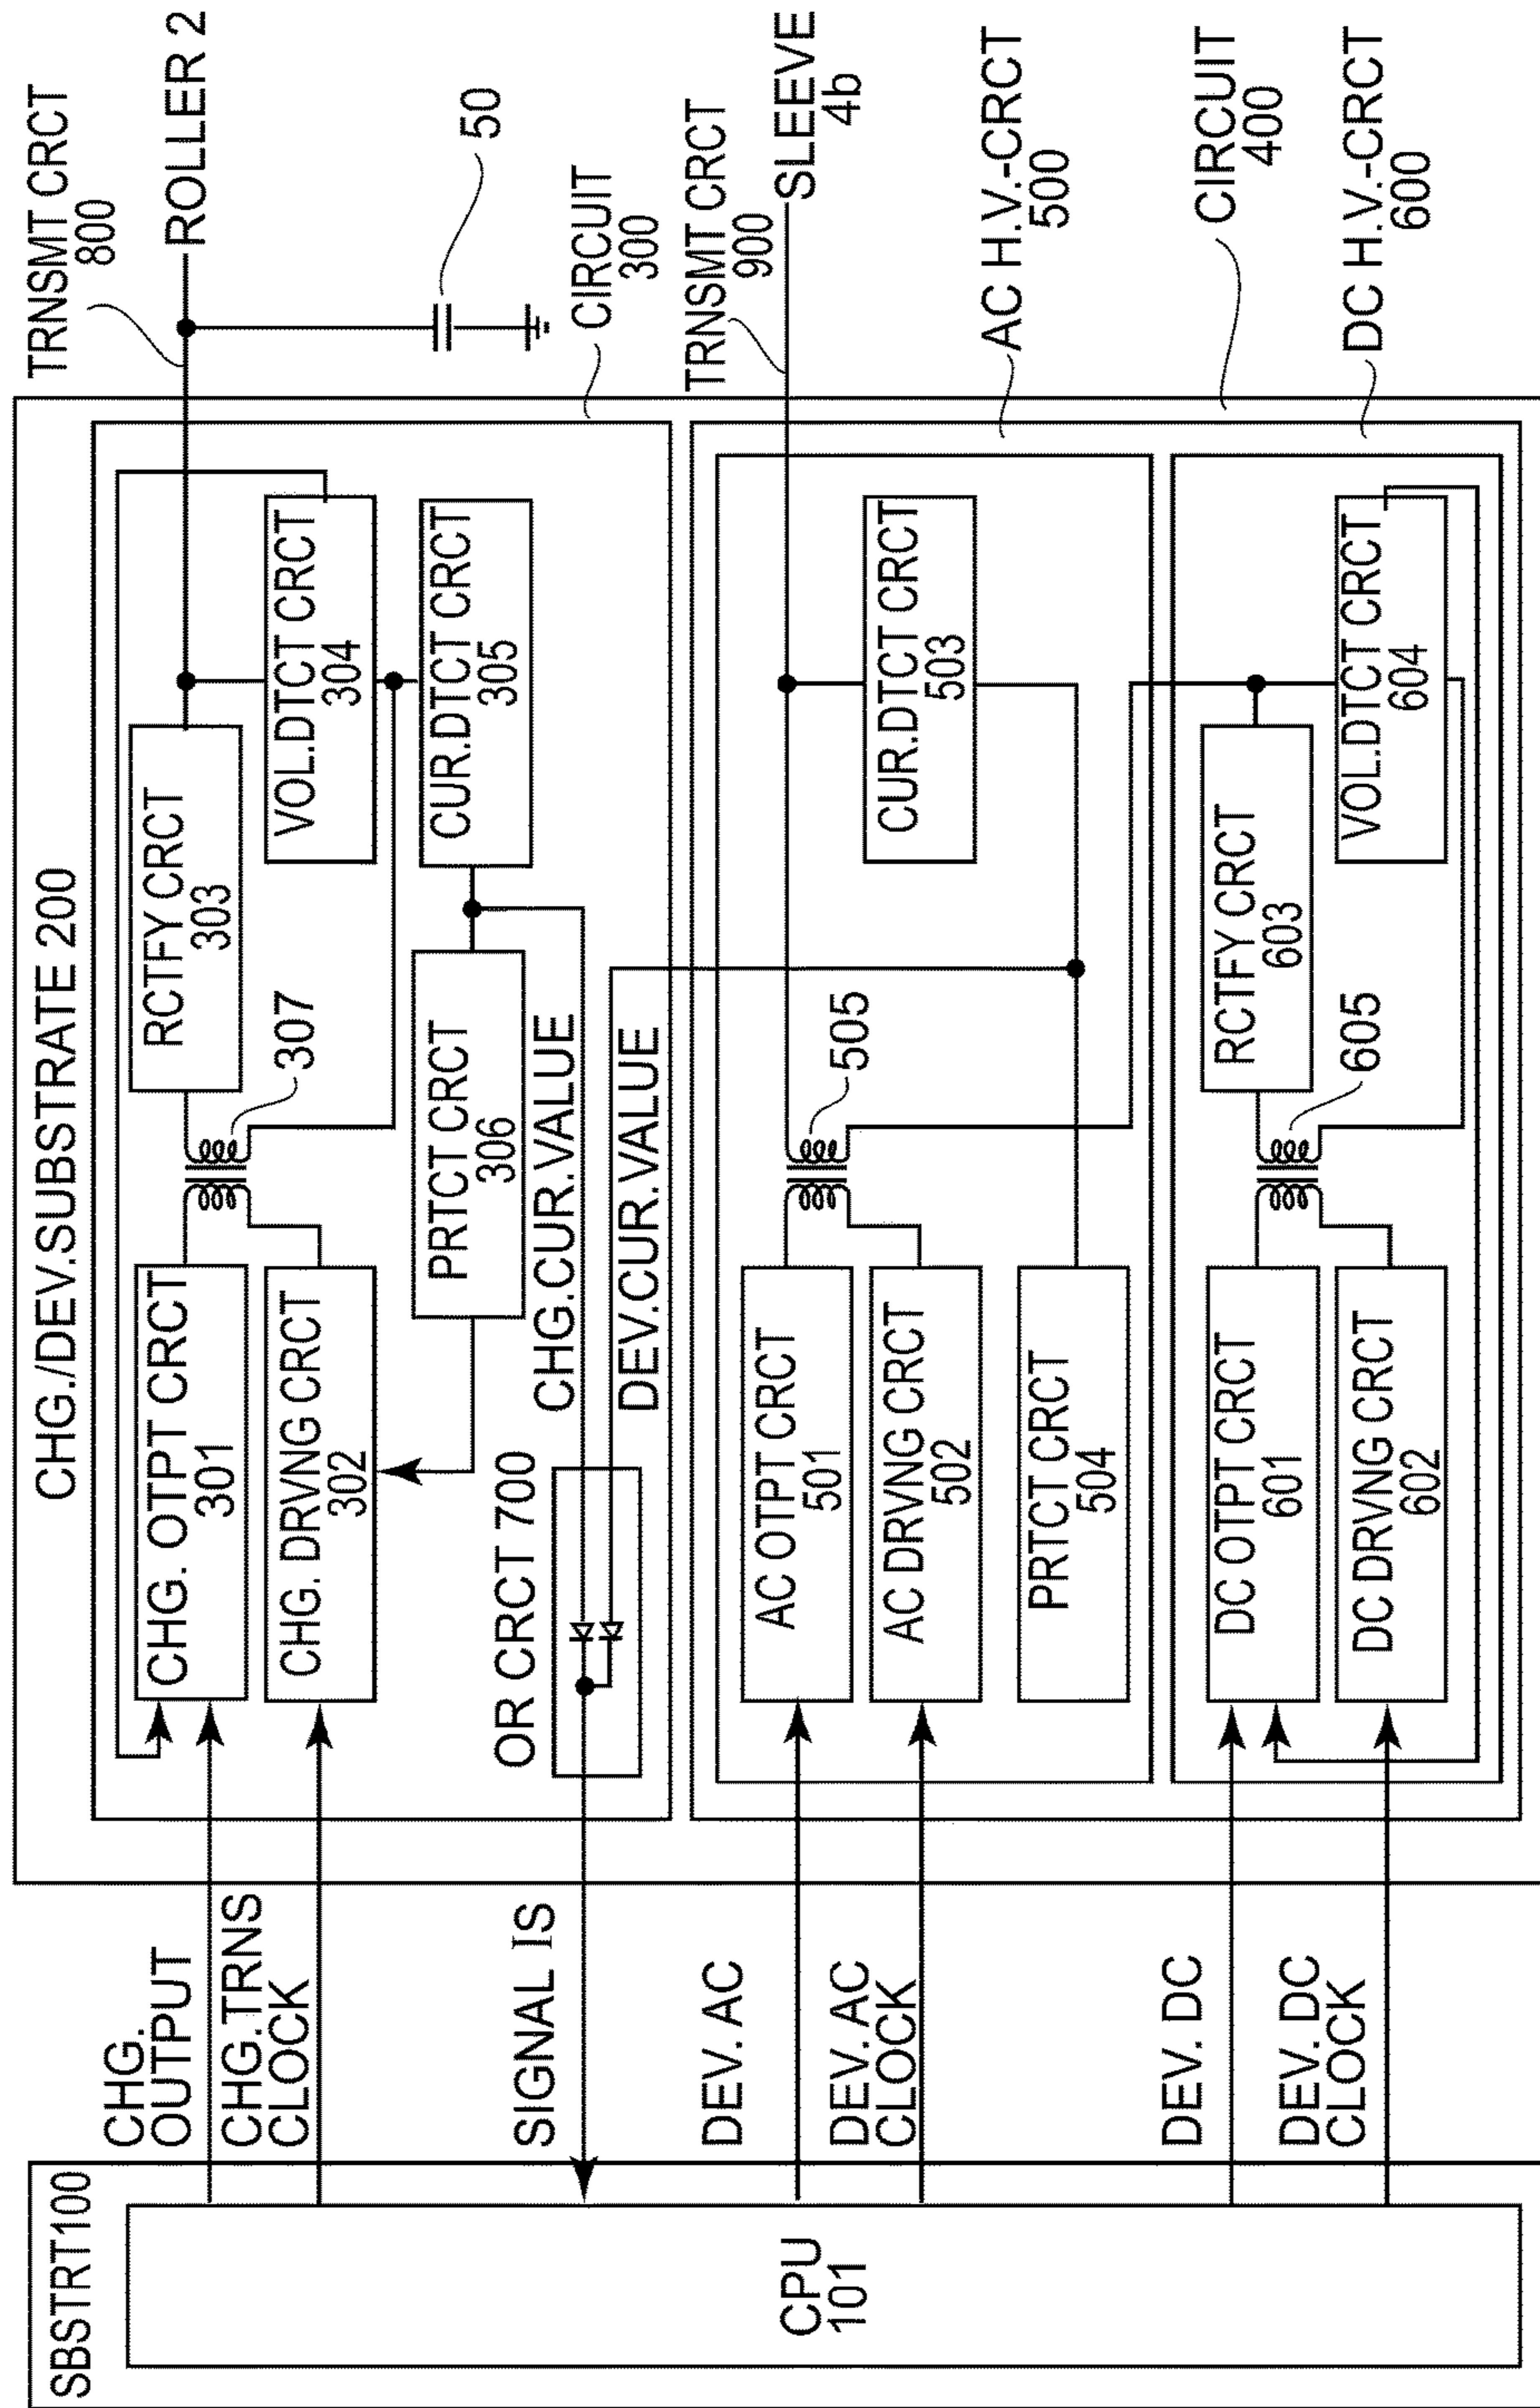 SBSTRT100
CPU
101
CHG.
OUTPUT
CHG.TRNS
CLOCK
SIGNAL IS
DEV. AC
DEV. AC
CLOCK
DEV. DC
DEV. DC
CLOCK
CHG./DEV.SUBSTRATE 200
CHG. OTPT CRCT
301
CHG. DRVNG CRCT
302
307
RCTFY CRCT
303
VOL.DTCT CRCT
304
CUR.DTCT CRCT
305
PRTCT CRCT
306
CHG.CUR.VALUE
DEV.CUR.VALUE
OR CRCT 700
AC OTPT CRCT
501
AC DRVNG CRCT
502
PRTCT CRCT
504
505
CUR.DTCT CRCT
503
DC OTPT CRCT
601
DC DRVNG CRCT
602
605
RCTFY CRCT
603
VOL.DTCT CRCT
604
TRNSMT CRCT
800
ROLLER 2
50
CIRCUIT
300
TRNSMT CRCT
900
SLEEVE
4b
AC H.V.-CRCT
500
CIRCUIT
400
DC H.V.-CRCT
600